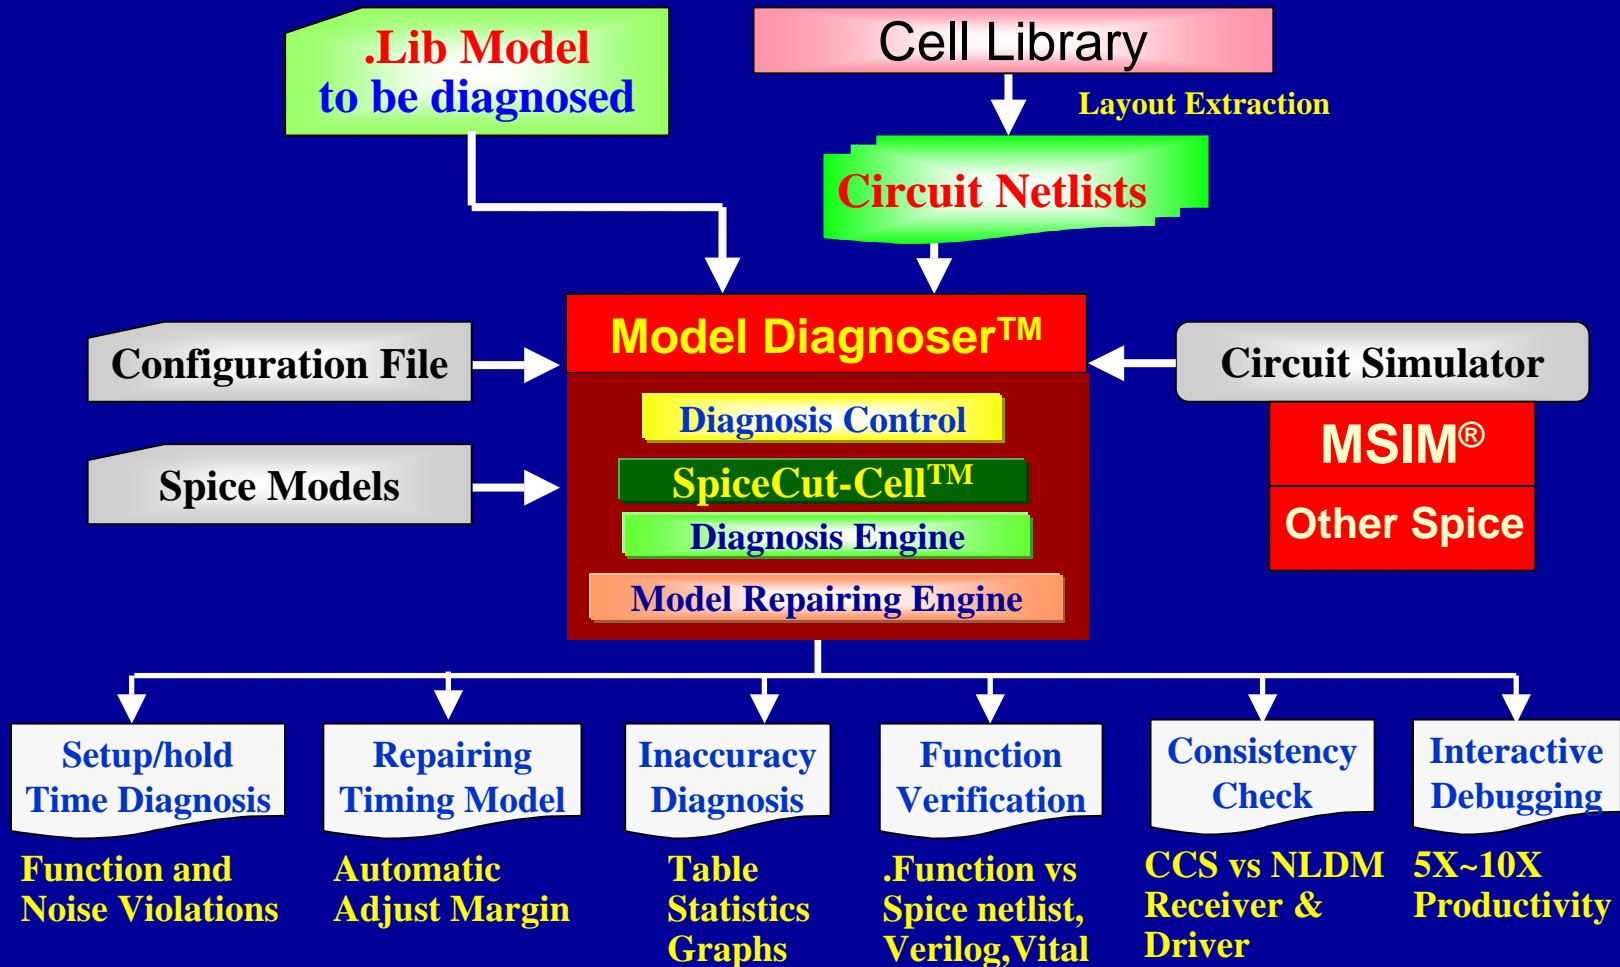 .Lib Model
to be diagnosed
Cell Library
Layout Extraction
Circuit Netlists
Model Diagnoser™
Configuration File
Circuit Simulator
Diagnosis Control
MSIM®
Spice Models
SpiceCut-Cell™
Other Spice
Diagnosis Engine
Model Repairing Engine
Setup/hold
Time Diagnosis
Repairing
Timing Model
Inaccuracy
Diagnosis
Function
Verification
Consistency
Check
Interactive
Debugging
Function and
Noise Violations
Automatic
Adjust Margin
Table
Statistics
Graphs
.Function vs
Spice netlist,
Verilog,Vital
CCS vs NLDM
Receiver &
Driver
5X~10X
Productivity